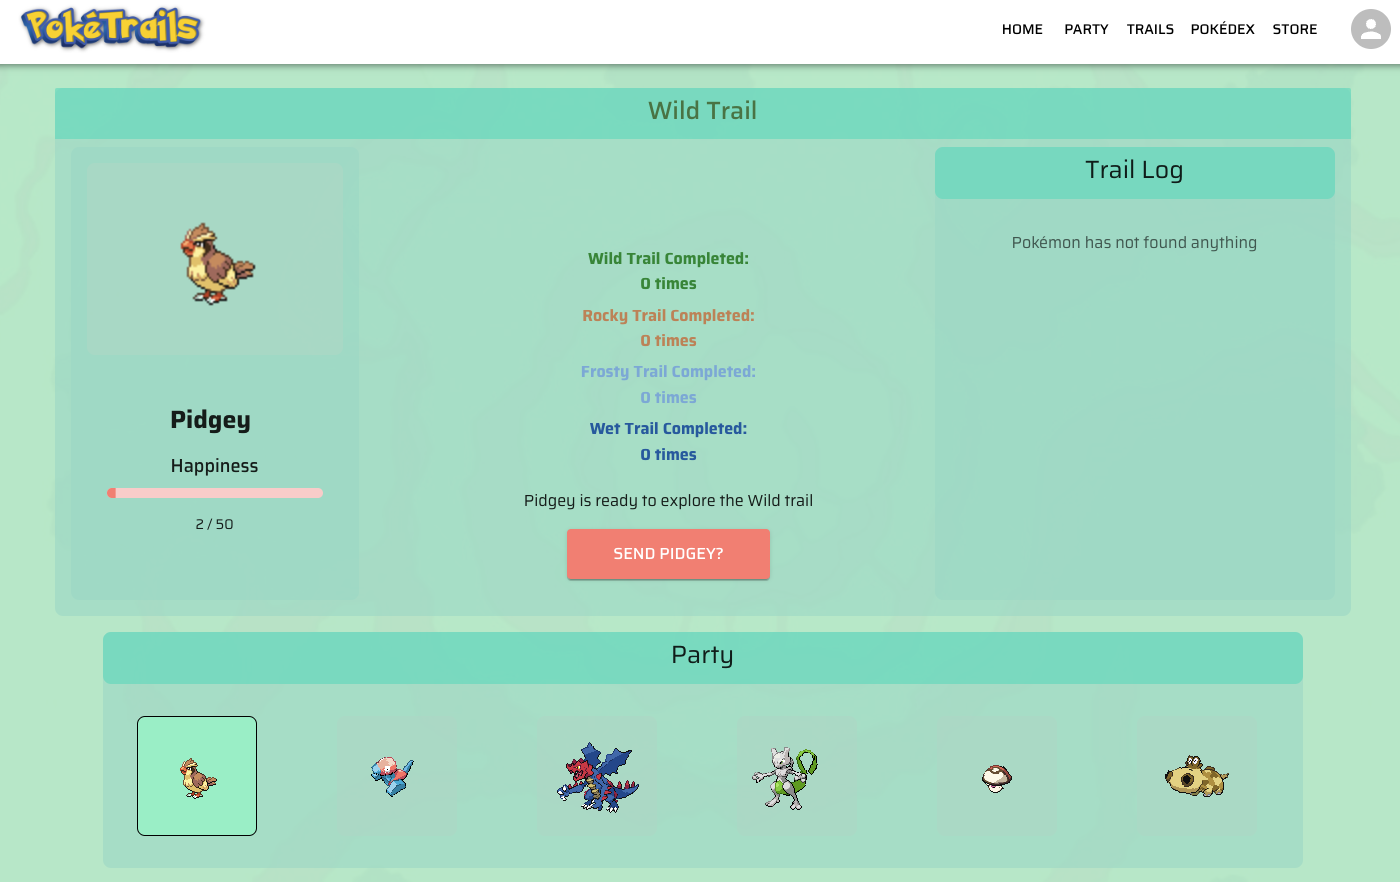 PokéTrails
HOME PARTY TRAILS POKÉDEX STORE
Wild Trail
Pidgey
Happiness
2 / 50
Wild Trail Completed:
0 times
Rocky Trail Completed:
0 times
Frosty Trail Completed:
0 times
Wet Trail Completed:
0 times
Pidgey is ready to explore the Wild trail
SEND PIDGEY?
Trail Log
Pokémon has not found anything
Party